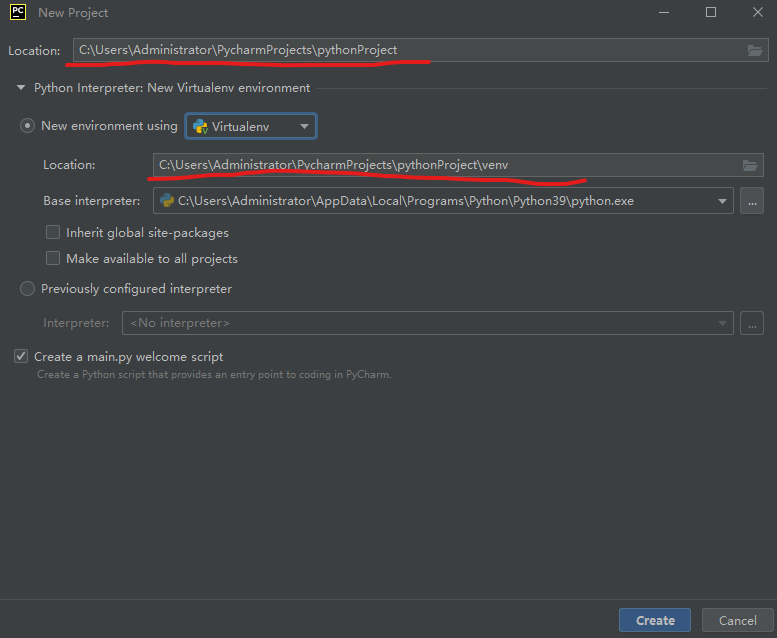 PC New Project
Location: C:\Users\Administrator\PycharmProjects\pythonProject
Python Interpreter: New Virtualenv environment
New environment using Virtualenv
Location: C:\Users\Administrator\PycharmProjects\pythonProject\venv
Base interpreter: C:\Users\Administrator\AppData\Local\Programs\Python\Python39\python.exe ...
Inherit global site-packages
Make available to all projects
Previously configured interpreter
Interpreter: <No interpreter> ...
Create a main.py welcome script
Create a Python script that provides an entry point to coding in PyCharm.
Create Cancel